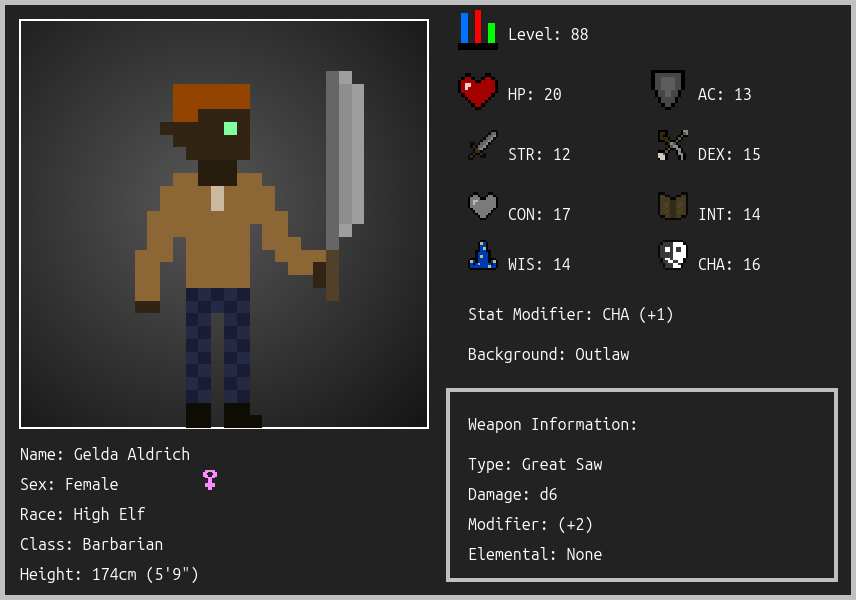 Level: 88
HP: 20
AC: 13
STR: 12
DEX: 15
CON: 17
INT: 14
WIS: 14
CHA: 16
Stat Modifier: CHA (+1)
Background: Outlaw
Weapon Information:
Type: Great Saw
Damage: d6
Modifier: (+2)
Elemental: None
Name: Gelda Aldrich
Sex: Female
Race: High Elf
Class: Barbarian
Height: 174cm (5'9")